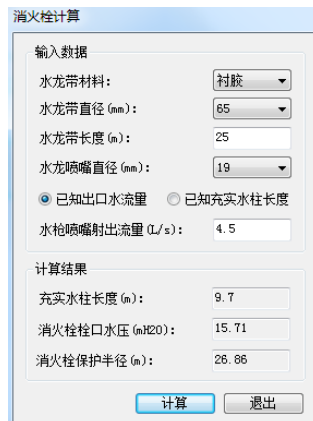 消火栓计算
输入数据
水龙带材料: 衬胶
水龙带直径(mm): 65
水龙带长度(m): 25
水龙喷嘴直径(mm): 19
已知出口水流量 已知充实水柱长度
水枪喷嘴射出流量(L/s): 4.5
计算结果
充实水柱长度(m): 9.7
消火栓栓口水压(mH2O): 15.71
消火栓保护半径(m): 26.86
计算 退出